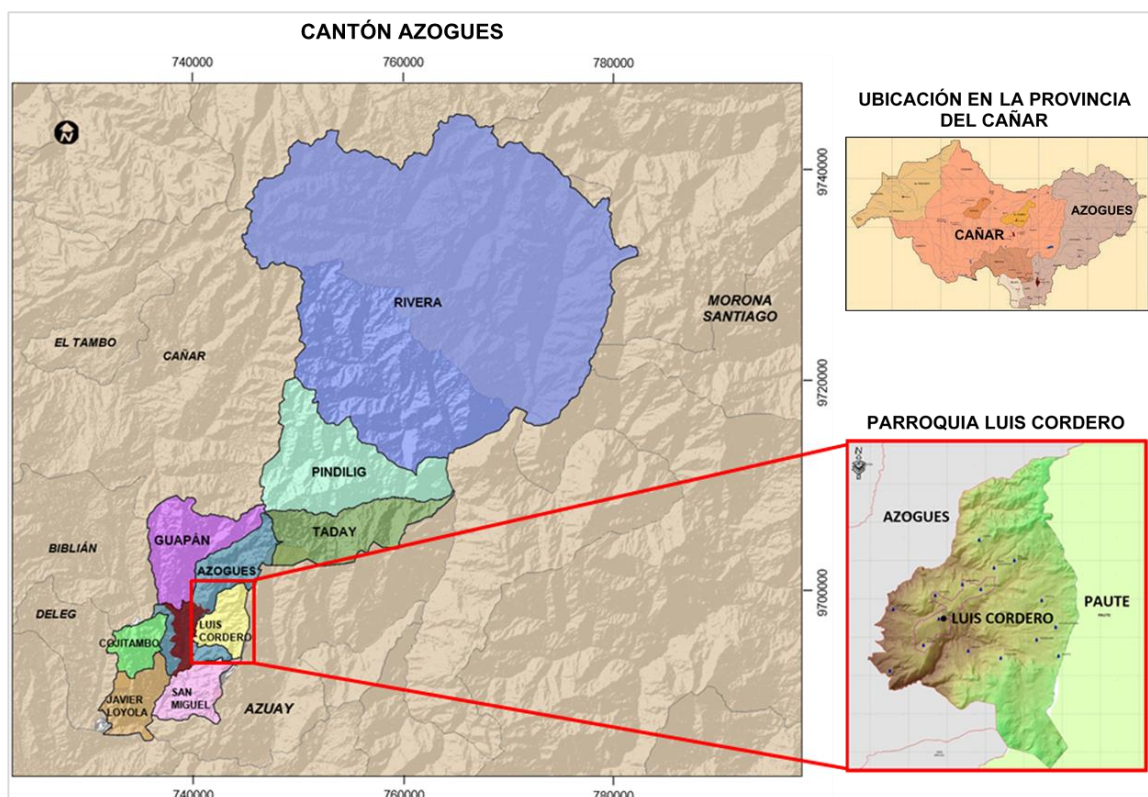 CANTÓN AZOGUES
740000
760000
780000
N
9740000
9720000
9700000
RIVERA
MORONA
SANTIAGO
EL TAMBO
CAÑAR
PINDILIG
TADAY
GUAPÁN
BIBLIÁN
AZOGUES
DELEG
LUIS
CORDERO
COJITAMBO
JAVIER
LOYOLA
SAN
MIGUEL
AZUAY
740000
760000
780000
UBICACIÓN EN LA PROVINCIA
DEL CAÑAR
AZOGUES
CAÑAR
PARROQUIA LUIS CORDERO
N
AZOGUES
PAUTE
PAUTE
LUIS CORDERO